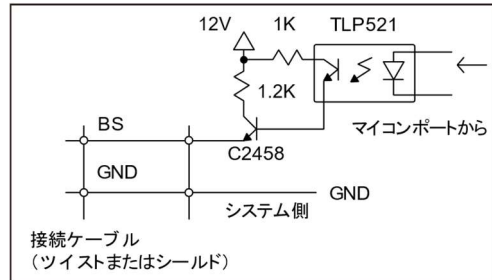 12V
1K
TLP521
1.2K
BS
C2458
マイコンポートから
GND
GND
システム側
接続ケーブル
（ツイストまたはシールド）